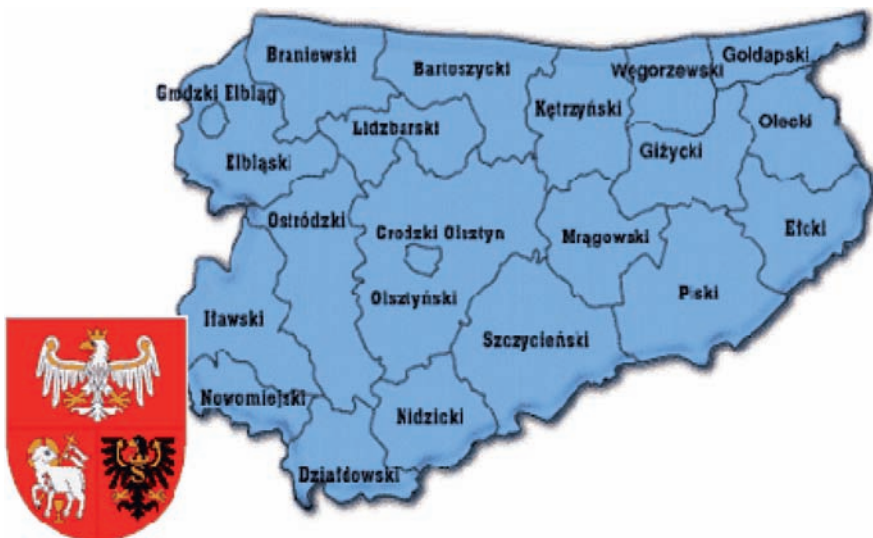 Braniewski
Bartoszycki
Węgorzewski
Gołdapski
Grodzki Elbląg
Kętrzyński
Lidzbarski
Olecki
Elbląski
Giżycki
Ostródzki
Grodzki Olsztyn
Mrągowski
Ełcki
Olsztyński
Piski
Iławski
Szczycieński
Nowomiejski
Nidzicki
Działdowski
S